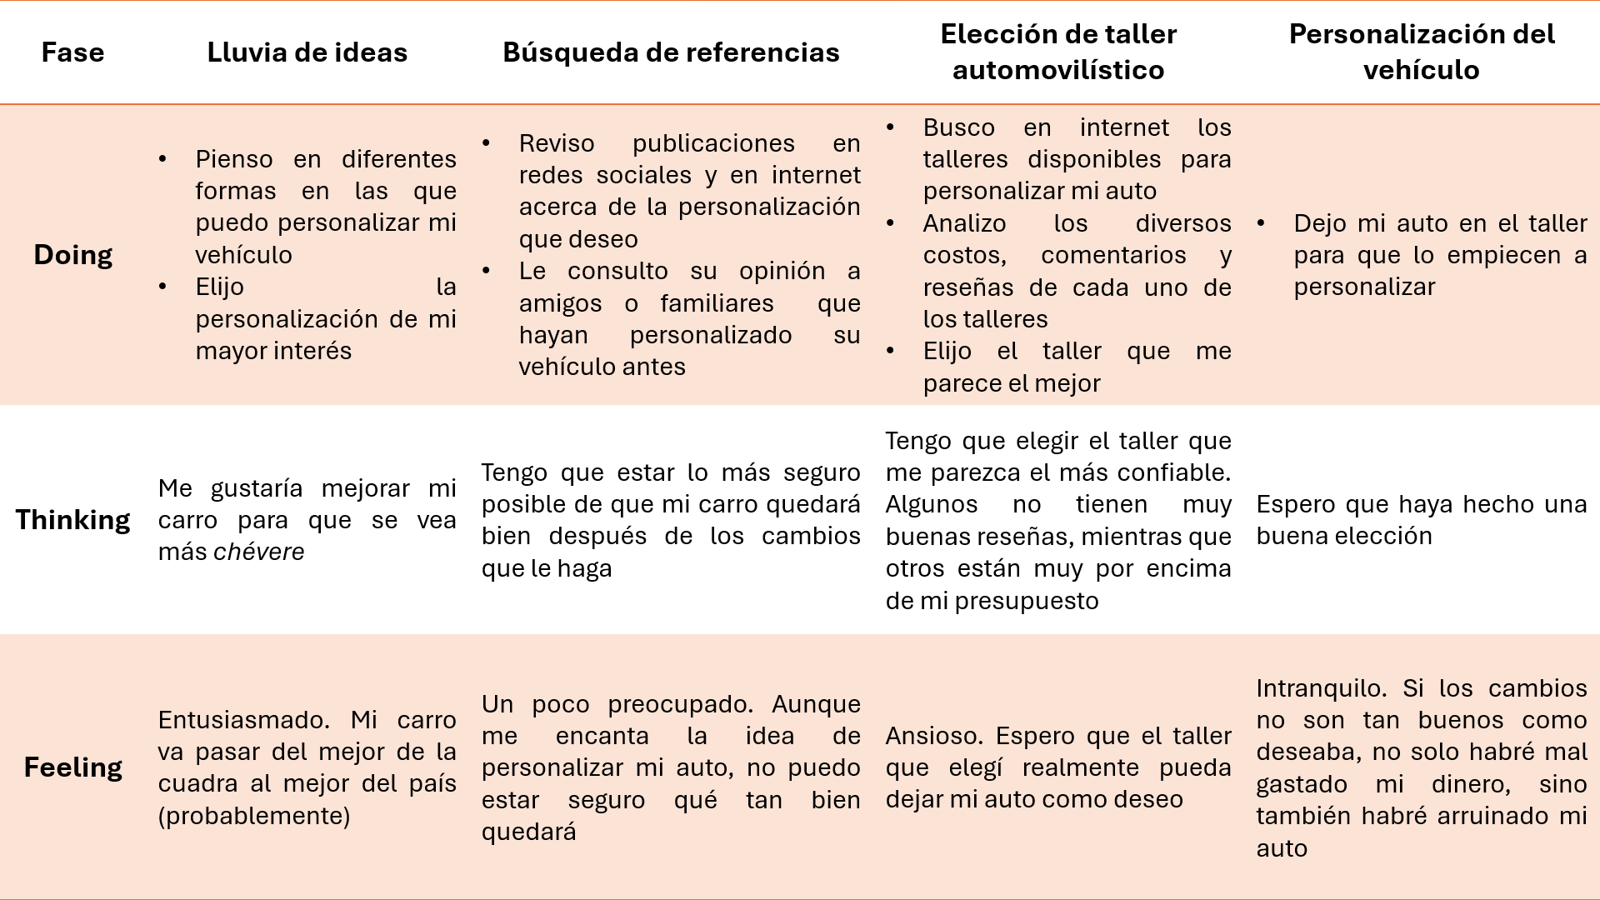 Fase
Lluvia de ideas
Búsqueda de referencias
Elección de taller
automovilístico
Personalización del
vehículo
Doing
• Pienso en diferentes
formas en las que
puedo personalizar mi
vehículo
• Elijo la
personalización de mi
mayor interés
• Reviso publicaciones en
redes sociales y en internet
acerca de la personalización
que deseo
• Le consulto su opinión a
amigos o familiares que
hayan personalizado su
vehículo antes
• Busco en internet los
talleres disponibles para
personalizar mi auto
• Analizo los diversos
costos, comentarios y
reseñas de cada uno de
los talleres
• Elijo el taller que me
parece el mejor
• Dejo mi auto en el taller
para que lo empiecen a
personalizar
Thinking
Me gustaría mejorar mi
carro para que se vea
más chévere
Tengo que estar lo más seguro
posible de que mi carro quedará
bien después de los cambios
que le haga
Tengo que elegir el taller que
me parezca el más confiable.
Algunos no tienen muy
buenas reseñas, mientras que
otros están muy por encima
de mi presupuesto
Espero que haya hecho una
buena elección
Feeling
Entusiasmado. Mi carro
va pasar del mejor de la
cuadra al mejor del país
(probablemente)
Un poco preocupado. Aunque
me encanta la idea de
personalizar mi auto, no puedo
estar seguro qué tan bien
quedará
Ansioso. Espero que el taller
que elegí realmente pueda
dejar mi auto como deseo
Intranquilo. Si los cambios
no son tan buenos como
deseaba, no solo habré mal
gastado mi dinero, sino
también habré arruinado mi
auto